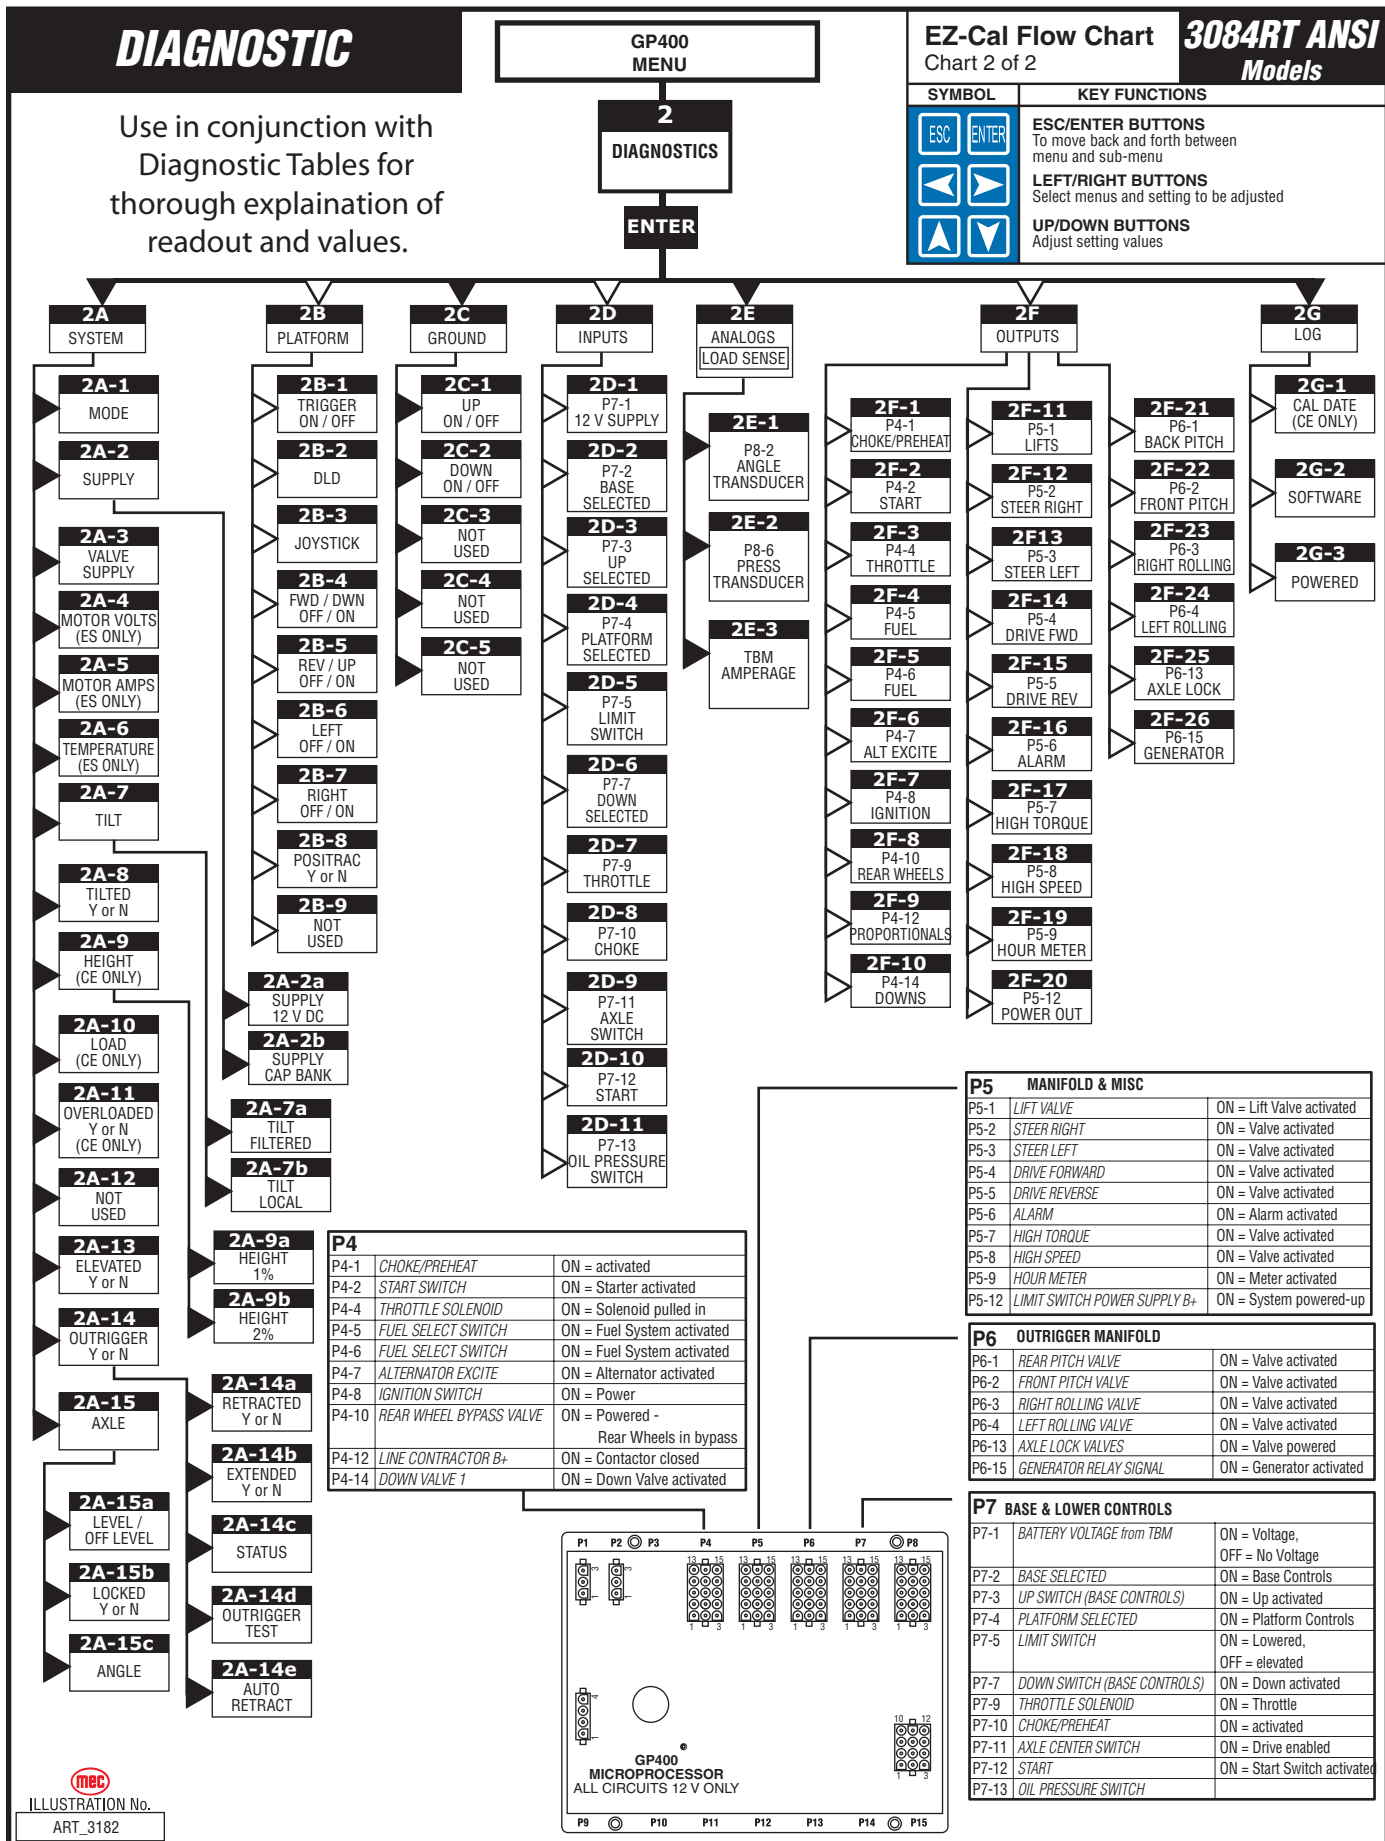 DIAGNOSTIC
Use in conjunction with
Diagnostic Tables for
thorough explaination of
readout and values.
GP400
MENU
2
DIAGNOSTICS
ENTER
EZ-Cal Flow Chart
Chart 2 of 2
3084RT ANSI
Models
SYMBOL
KEY FUNCTIONS
ESC
ENTER
ESC/ENTER BUTTONS
To move back and forth between
menu and sub-menu
LEFT/RIGHT BUTTONS
Select menus and setting to be adjusted
UP/DOWN BUTTONS
Adjust setting values
2A
SYSTEM
2A-1
MODE
2A-2
SUPPLY
2A-3
VALVE
SUPPLY
2A-4
MOTOR VOLTS
(ES ONLY)
2A-5
MOTOR AMPS
(ES ONLY)
2A-6
TEMPERATURE
(ES ONLY)
2A-7
TILT
2A-8
TILTED
Y or N
2A-9
HEIGHT
(CE ONLY)
2A-10
LOAD
(CE ONLY)
2A-11
OVERLOADED
Y or N
(CE ONLY)
2A-12
NOT
USED
2A-13
ELEVATED
Y or N
2A-14
OUTRIGGER
Y or N
2A-15
AXLE
2A-15a
LEVEL /
OFF LEVEL
2A-15b
LOCKED
Y or N
2A-15c
ANGLE
2A-2a
SUPPLY
12 V DC
2A-2b
SUPPLY
CAP BANK
2A-7a
TILT
FILTERED
2A-7b
TILT
LOCAL
2A-9a
HEIGHT
1%
2A-9b
HEIGHT
2%
2A-14a
RETRACTED
Y or N
2A-14b
EXTENDED
Y or N
2A-14c
STATUS
2A-14d
OUTRIGGER
TEST
2A-14e
AUTO
RETRACT
2B
PLATFORM
2B-1
TRIGGER
ON / OFF
2B-2
DLD
2B-3
JOYSTICK
2B-4
FWD / DWN
OFF / ON
2B-5
REV / UP
OFF / ON
2B-6
LEFT
OFF / ON
2B-7
RIGHT
OFF / ON
2B-8
POSITRAC
Y or N
2B-9
NOT
USED
2C
GROUND
2C-1
UP
ON / OFF
2C-2
DOWN
ON / OFF
2C-3
NOT
USED
2C-4
NOT
USED
2C-5
NOT
USED
2D
INPUTS
2D-1
P7-1
12 V SUPPLY
2D-2
P7-2
BASE
SELECTED
2D-3
P7-3
UP
SELECTED
2D-4
P7-4
PLATFORM
SELECTED
2D-5
P7-5
LIMIT
SWITCH
2D-6
P7-7
DOWN
SELECTED
2D-7
P7-9
THROTTLE
2D-8
P7-10
CHOKE
2D-9
P7-11
AXLE
SWITCH
2D-10
P7-12
START
2D-11
P7-13
OIL PRESSURE
SWITCH
2E
ANALOGS
LOAD SENSE
2E-1
P8-2
ANGLE
TRANSDUCER
2E-2
P8-6
PRESS
TRANSDUCER
2E-3
TBM
AMPERAGE
2F
OUTPUTS
2F-1
P4-1
CHOKE/PREHEAT
2F-2
P4-2
START
2F-3
P4-4
THROTTLE
2F-4
P4-5
FUEL
2F-5
P4-6
FUEL
2F-6
P4-7
ALT EXCITE
2F-7
P4-8
IGNITION
2F-8
P4-10
REAR WHEELS
2F-9
P4-12
PROPORTIONALS
2F-10
P4-14
DOWNS
2F-11
P5-1
LIFTS
2F-12
P5-2
STEER RIGHT
2F13
P5-3
STEER LEFT
2F-14
P5-4
DRIVE FWD
2F-15
P5-5
DRIVE REV
2F-16
P5-6
ALARM
2F-17
P5-7
HIGH TORQUE
2F-18
P5-8
HIGH SPEED
2F-19
P5-9
HOUR METER
2F-20
P5-12
POWER OUT
2F-21
P6-1
BACK PITCH
2F-22
P6-2
FRONT PITCH
2F-23
P6-3
RIGHT ROLLING
2F-24
P6-4
LEFT ROLLING
2F-25
P6-13
AXLE LOCK
2F-26
P6-15
GENERATOR
2G
LOG
2G-1
CAL DATE
(CE ONLY)
2G-2
SOFTWARE
2G-3
POWERED
P4
P4-1 CHOKE/PREHEAT ON = activated
P4-2 START SWITCH ON = Starter activated
P4-4 THROTTLE SOLENOID ON = Solenoid pulled in
P4-5 FUEL SELECT SWITCH ON = Fuel System activated
P4-6 FUEL SELECT SWITCH ON = Fuel System activated
P4-7 ALTERNATOR EXCITE ON = Alternator activated
P4-8 IGNITION SWITCH ON = Power
P4-10 REAR WHEEL BYPASS VALVE ON = Powered -
Rear Wheels in bypass
P4-12 LINE CONTRACTOR B+ ON = Contactor closed
P4-14 DOWN VALVE 1 ON = Down Valve activated
P5 MANIFOLD & MISC
P5-1 LIFT VALVE ON = Lift Valve activated
P5-2 STEER RIGHT ON = Valve activated
P5-3 STEER LEFT ON = Valve activated
P5-4 DRIVE FORWARD ON = Valve activated
P5-5 DRIVE REVERSE ON = Valve activated
P5-6 ALARM ON = Alarm activated
P5-7 HIGH TORQUE ON = Valve activated
P5-8 HIGH SPEED ON = Valve activated
P5-9 HOUR METER ON = Meter activated
P5-12 LIMIT SWITCH POWER SUPPLY B+ ON = System powered-up
P6 OUTRIGGER MANIFOLD
P6-1 REAR PITCH VALVE ON = Valve activated
P6-2 FRONT PITCH VALVE ON = Valve activated
P6-3 RIGHT ROLLING VALVE ON = Valve activated
P6-4 LEFT ROLLING VALVE ON = Valve activated
P6-13 AXLE LOCK VALVES ON = Valve powered
P6-15 GENERATOR RELAY SIGNAL ON = Generator activated
P7 BASE & LOWER CONTROLS
P7-1 BATTERY VOLTAGE from TBM ON = Voltage,
OFF = No Voltage
P7-2 BASE SELECTED ON = Base Controls
P7-3 UP SWITCH (BASE CONTROLS) ON = Up activated
P7-4 PLATFORM SELECTED ON = Platform Controls
P7-5 LIMIT SWITCH ON = Lowered,
OFF = elevated
P7-7 DOWN SWITCH (BASE CONTROLS) ON = Down activated
P7-9 THROTTLE SOLENOID ON = Throttle
P7-10 CHOKE/PREHEAT ON = activated
P7-11 AXLE CENTER SWITCH ON = Drive enabled
P7-12 START ON = Start Switch activated
P7-13 OIL PRESSURE SWITCH
P1 P2 P3 P4 P5 P6 P7 P8
13 15 13 15 13 15 13 15 13 15
3 3
1 1
1 3 1 3 1 3 1 3 1 3
4
1
10 12
1 3
GP400
MICROPROCESSOR
ALL CIRCUITS 12 V ONLY
P9 P10 P11 P12 P13 P14 P15
mec
ILLUSTRATION No.
ART_3182